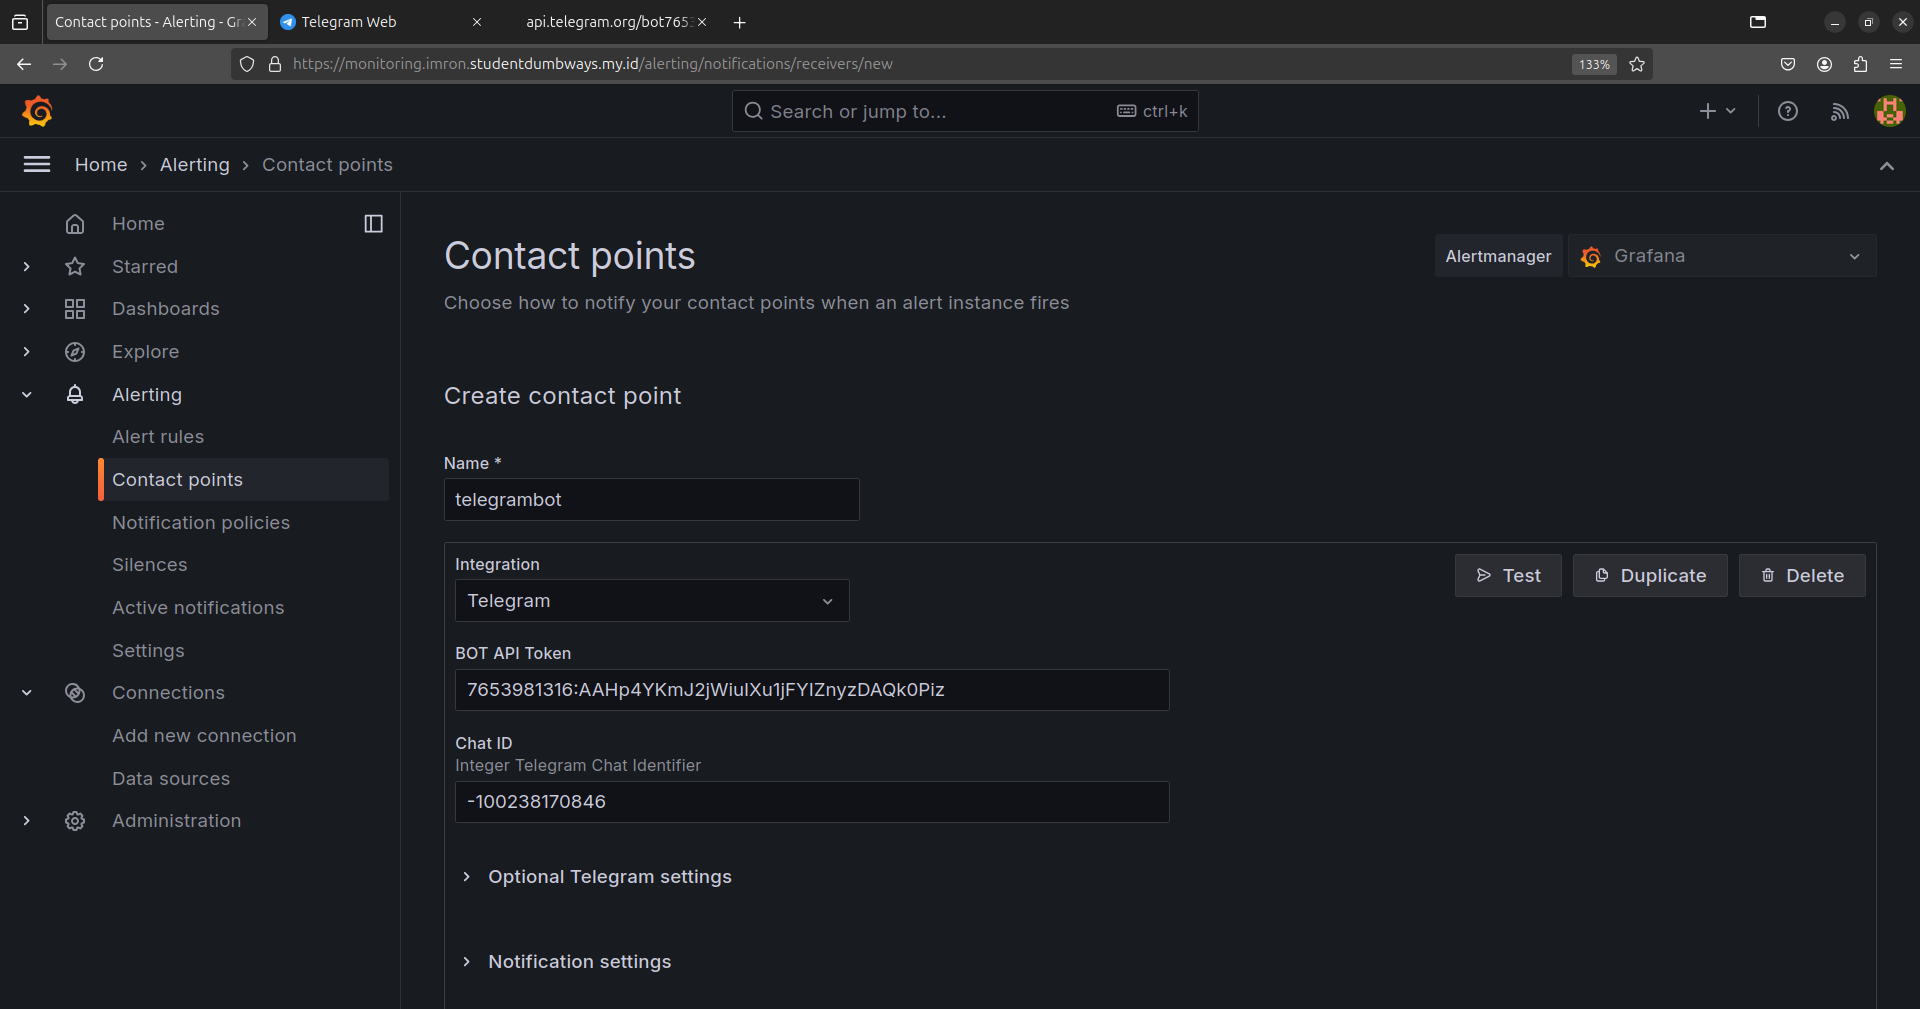 Contact points - Alerting - Gr
Telegram Web
api.telegram.org/bot7653
https://monitoring.imron.studentdumbways.my.id/alerting/notifications/receivers/new
133%
Search or jump to...
ctrl+k
Home
Alerting
Contact points
Home
Starred
Dashboards
Explore
Alerting
Alert rules
Contact points
Notification policies
Silences
Active notifications
Settings
Connections
Add new connection
Data sources
Administration
Contact points
Alertmanager
Grafana
Choose how to notify your contact points when an alert instance fires
Create contact point
Name *
telegrambot
Integration
Telegram
Test
Duplicate
Delete
BOT API Token
7653981316:AAHp4YKmJ2jWiulXu1jFYIZnyzDAQk0Piz
Chat ID
Integer Telegram Chat Identifier
-100238170846
Optional Telegram settings
Notification settings